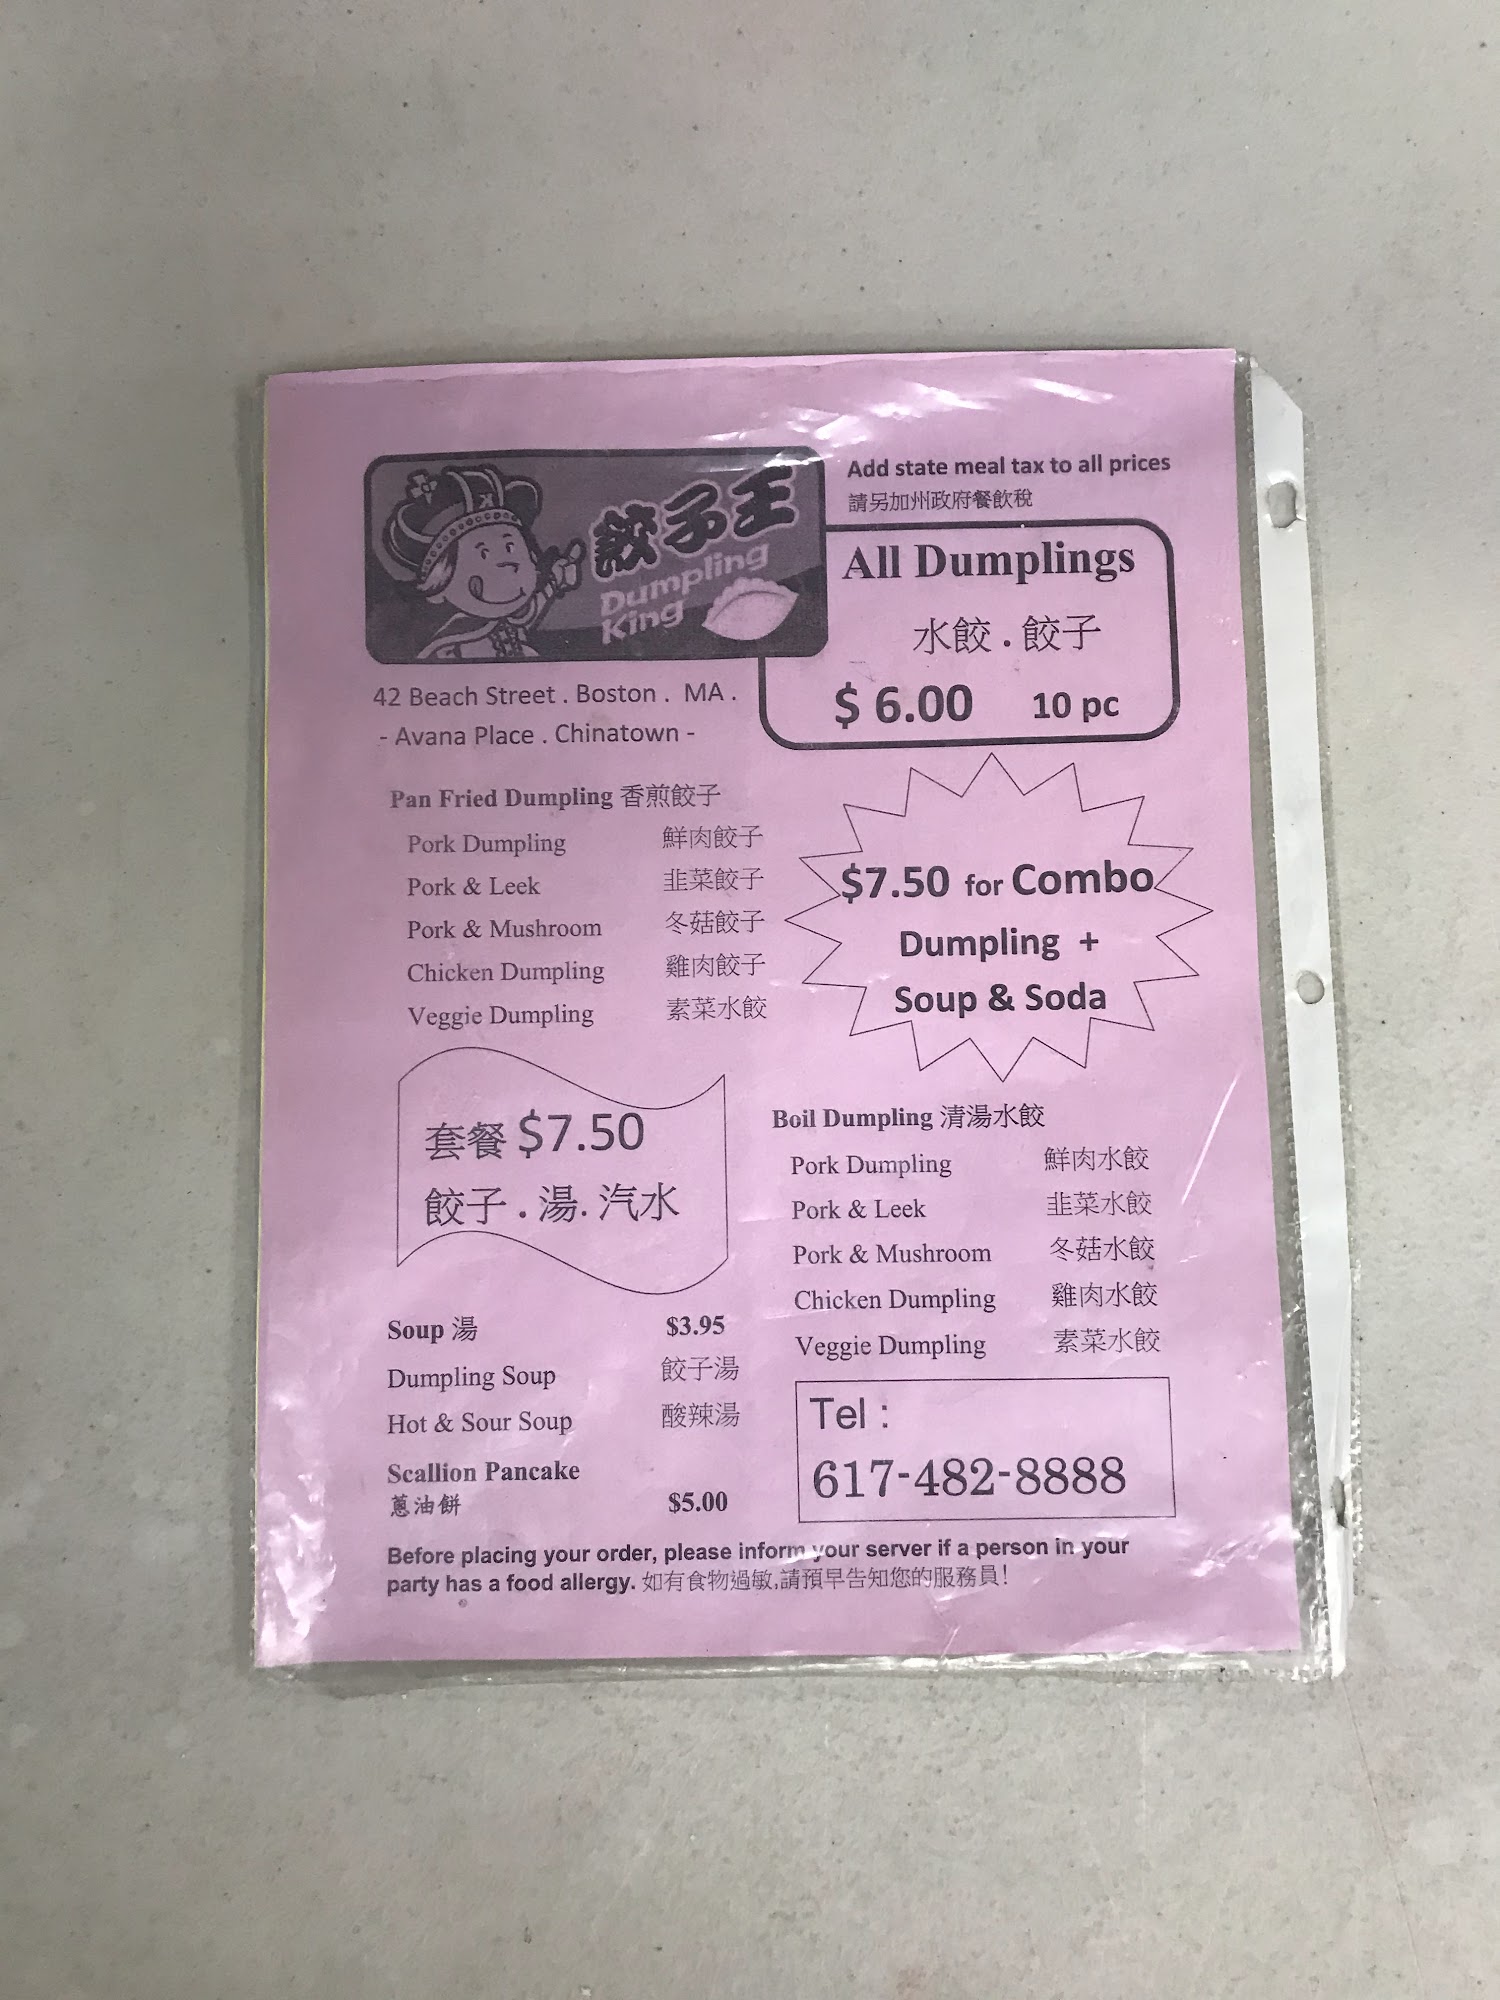 餃子王
Dumpling
King
Add state meal tax to all prices
請另加州政府餐飲稅
All Dumplings
水餃 . 餃子
$ 6.00 10 pc
42 Beach Street . Boston . MA .
- Avana Place . Chinatown -
Pan Fried Dumpling 香煎餃子
Pork Dumpling 鮮肉餃子
Pork & Leek 韭菜餃子
Pork & Mushroom 冬菇餃子
Chicken Dumpling 雞肉餃子
Veggie Dumpling 素菜水餃
$7.50 for Combo
Dumpling +
Soup & Soda
套餐 $7.50
餃子 . 湯. 汽水
Boil Dumpling 清湯水餃
Pork Dumpling 鮮肉水餃
Pork & Leek 韭菜水餃
Pork & Mushroom 冬菇水餃
Chicken Dumpling 雞肉水餃
Veggie Dumpling 素菜水餃
Soup 湯 $3.95
Dumpling Soup 餃子湯
Hot & Sour Soup 酸辣湯
Scallion Pancake
蔥油餅 $5.00
Tel :
617-482-8888
Before placing your order, please inform your server if a person in your
party has a food allergy. 如有食物過敏,請預早告知您的服務員!